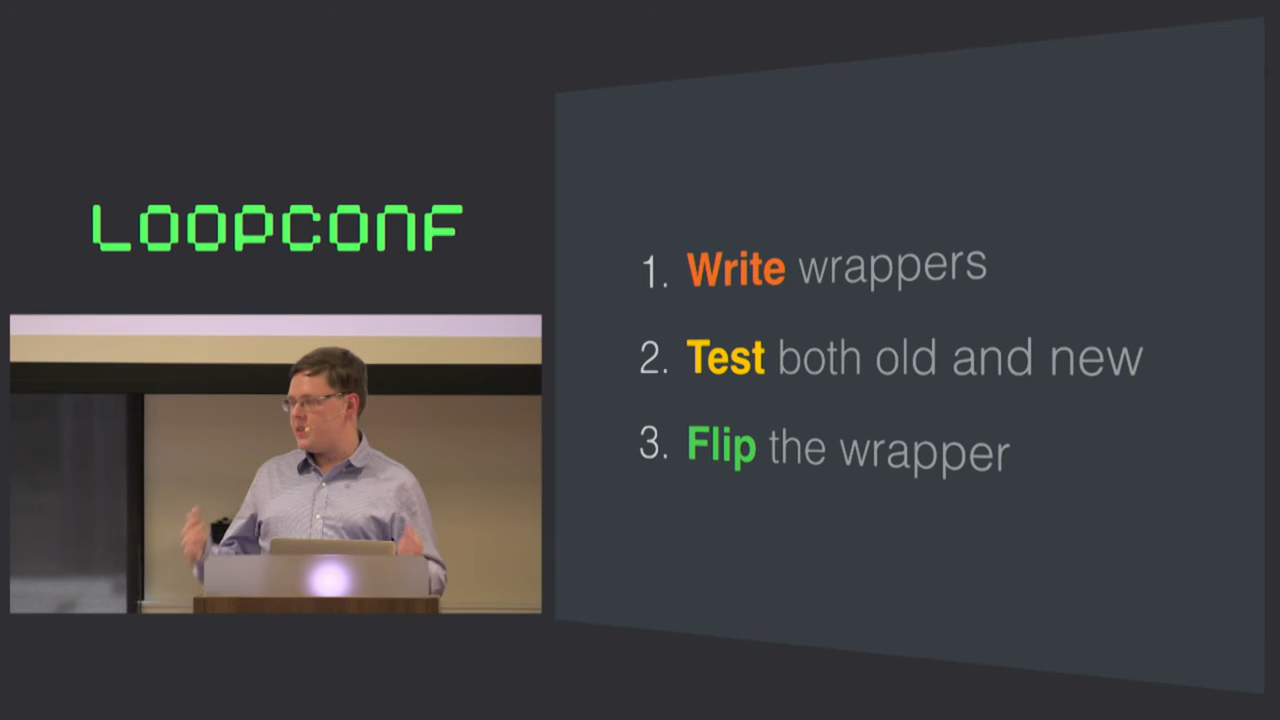 LOOPCONF
1. Write wrappers
2. Test both old and new
3. Flip the wrapper